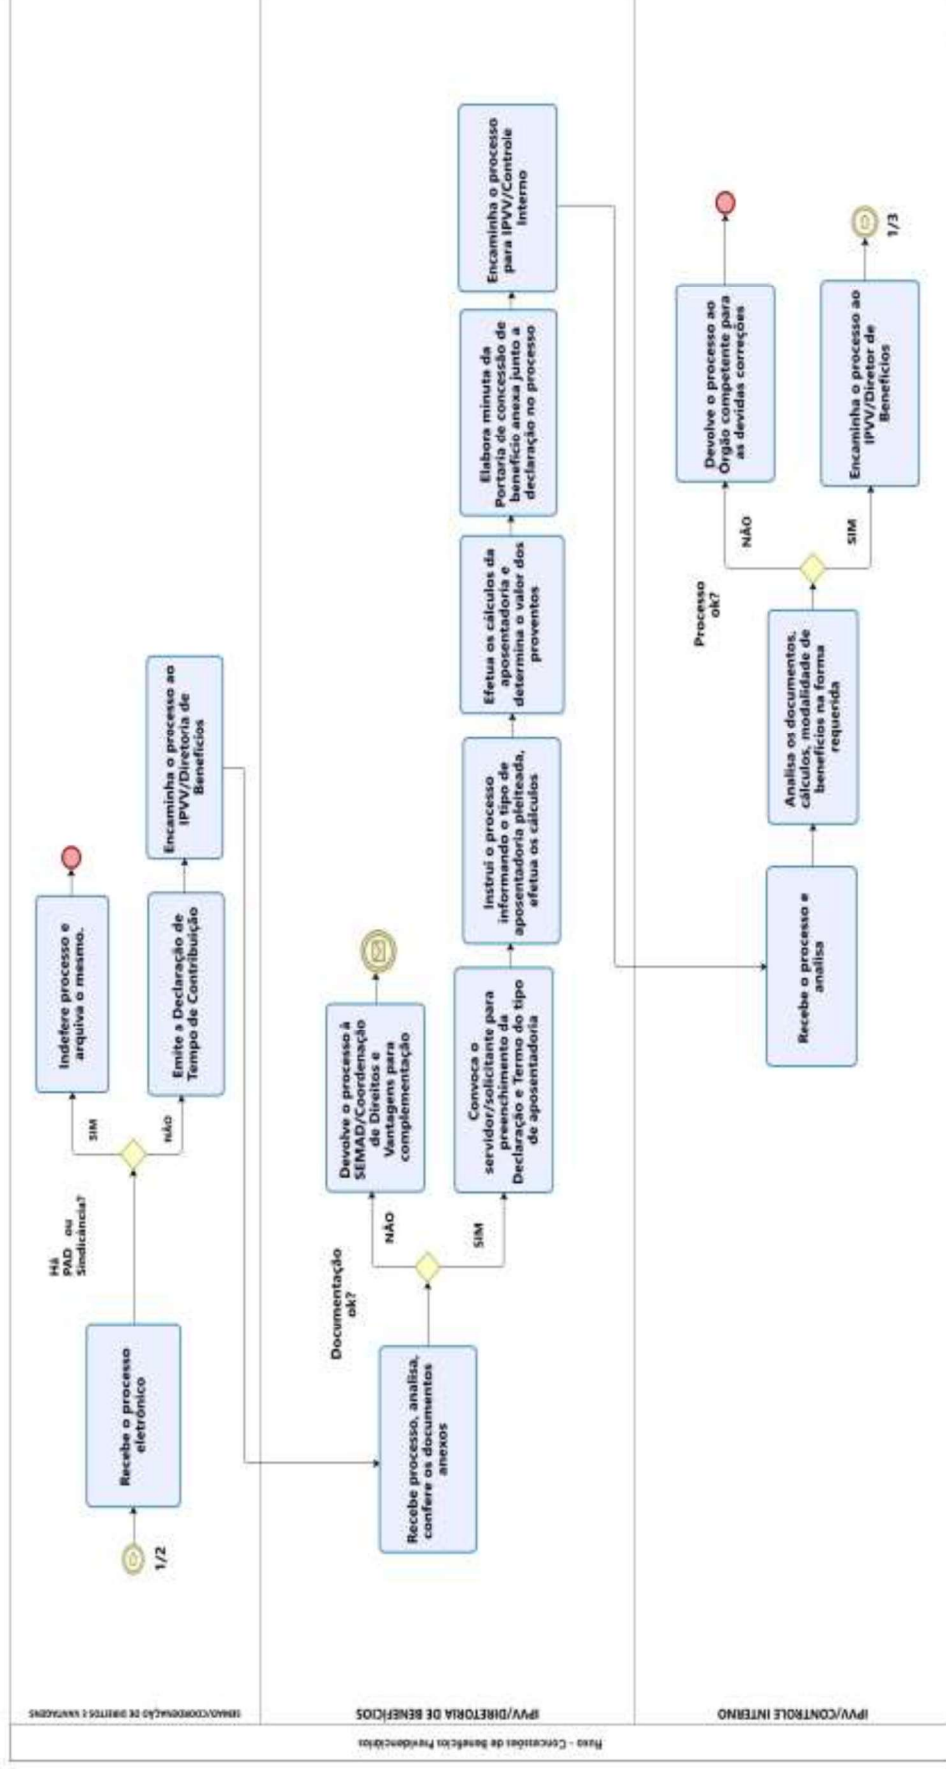 Fluxo - Concessões de Benefícios Previdenciários
SEMAD/COORDENAÇÃO DE DIREITOS E VANTAGENS
1/2
Recebe o processo
eletrônico
Há
PAD ou
Sindicância?
SIM
Indefere processo e
arquiva o mesmo.
NÃO
Emite a Declaração de
Tempo de Contribuição
Encaminha o processo ao
IPVV/Diretoria de
Benefícios
IPVV/DIRETORIA DE BENEFÍCIOS
Recebe processo, analisa,
confere os documentos
anexos
Documentação
ok?
NÃO
Devolve o processo à
SEMAD/Coordenação
de Direitos e
Vantagens para
complementação
SIM
Convoca o
servidor/solicitante para
preenchimento da
Declaração e Termo do tipo
de aposentadoria
Instrui o processo
informando o tipo de
aposentadoria pleiteada,
efetua os cálculos
Efetua os cálculos da
aposentadoria e
determina o valor dos
proventos
Elabora minuta da
Portaria de concessão de
benefício anexa junto a
declaração no processo
Encaminha o processo
para IPVV/Controle
Interno
IPVV/CONTROLE INTERNO
Recebe o processo e
analisa
Analisa os documentos,
cálculos, modalidade de
benefícios na forma
requerida
Processo
ok?
NÃO
Devolve o processo ao
Órgão competente para
as devidas correções
SIM
Encaminha o processo ao
IPVV/Diretor de
Benefícios
1/3